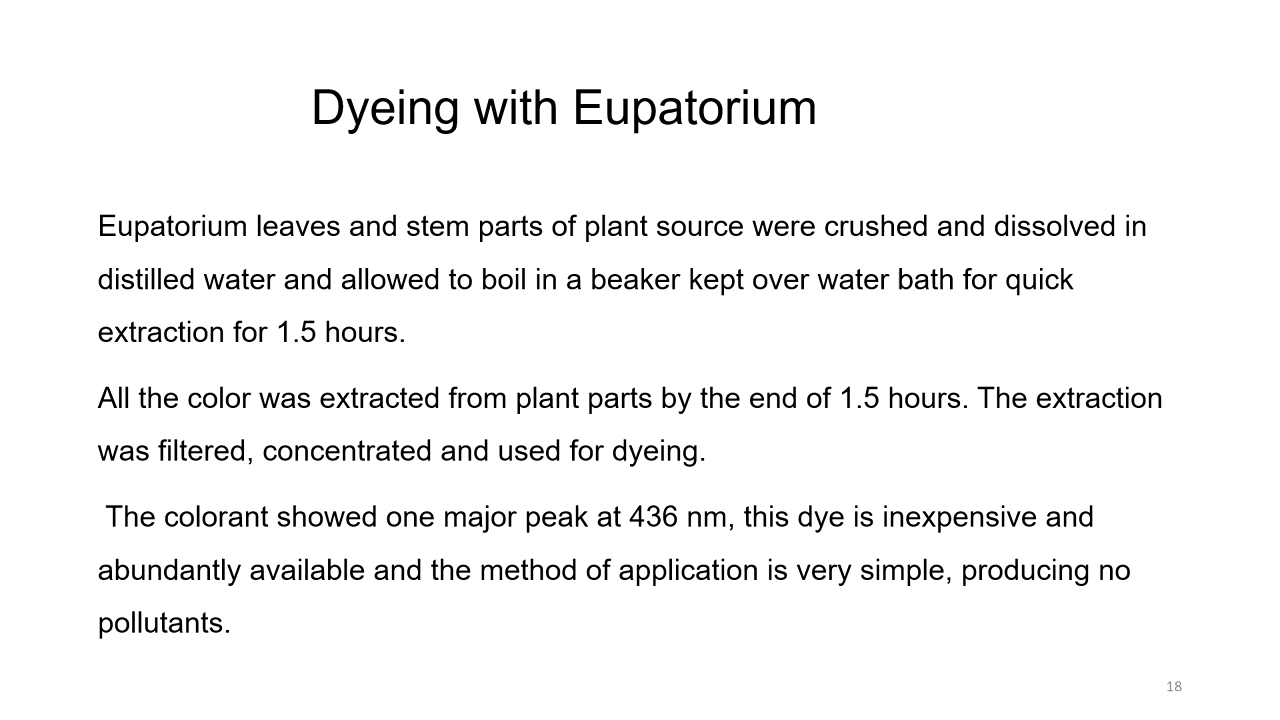 Dyeing with Eupatorium
Eupatorium leaves and stem parts of plant source were crushed and dissolved in
distilled water and allowed to boil in a beaker kept over water bath for quick
extraction for 1.5 hours.
All the color was extracted from plant parts by the end of 1.5 hours. The extraction
was filtered, concentrated and used for dyeing.
The colorant showed one major peak at 436 nm, this dye is inexpensive and
abundantly available and the method of application is very simple, producing no
pollutants.
18